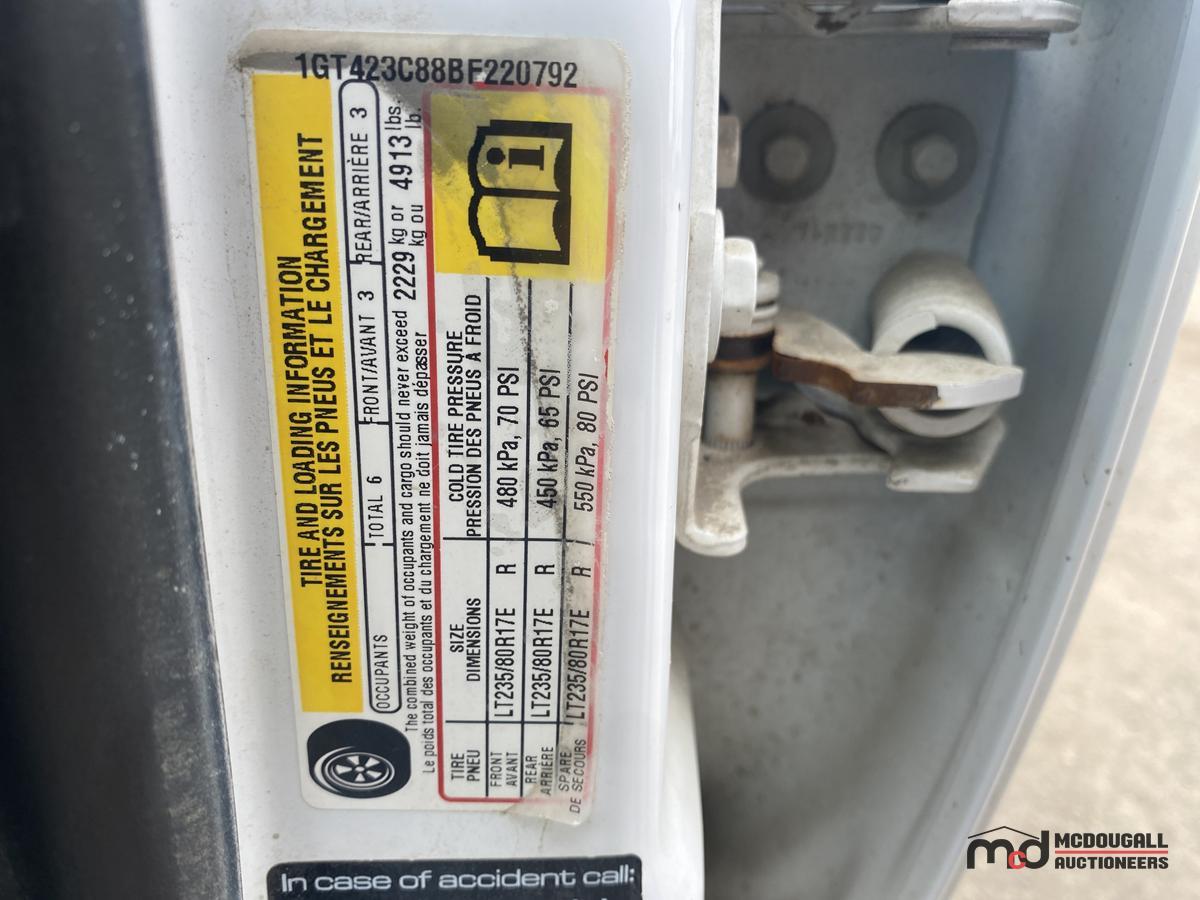 1GT423C88BF220792
TIRE AND LOADING INFORMATION
RENSEIGNEMENTS SUR LES PNEUS ET LE CHARGEMENT
OCCUPANTS TOTAL 6 FRONT/AVANT 3 REAR/ARRIÈRE 3
The combined weight of occupants and cargo should never exceed 2229 kg or 4913 lbs.
Le poids total des occupants et du chargement ne doit jamais dépasser kg ou lb.
TIRE SIZE COLD TIRE PRESSURE
PNEU DIMENSIONS PRESSION DES PNEUS À FROID
FRONT
AVANT LT235/80R17E R 480 kPa, 70 PSI
REAR
ARRIÈRE LT235/80R17E R 450 kPa, 65 PSI
SPARE
DE SECOURS LT235/80R17E R 550 kPa, 80 PSI
i
In case of accident call:
mcd MCDOUGALL
AUCTIONEERS